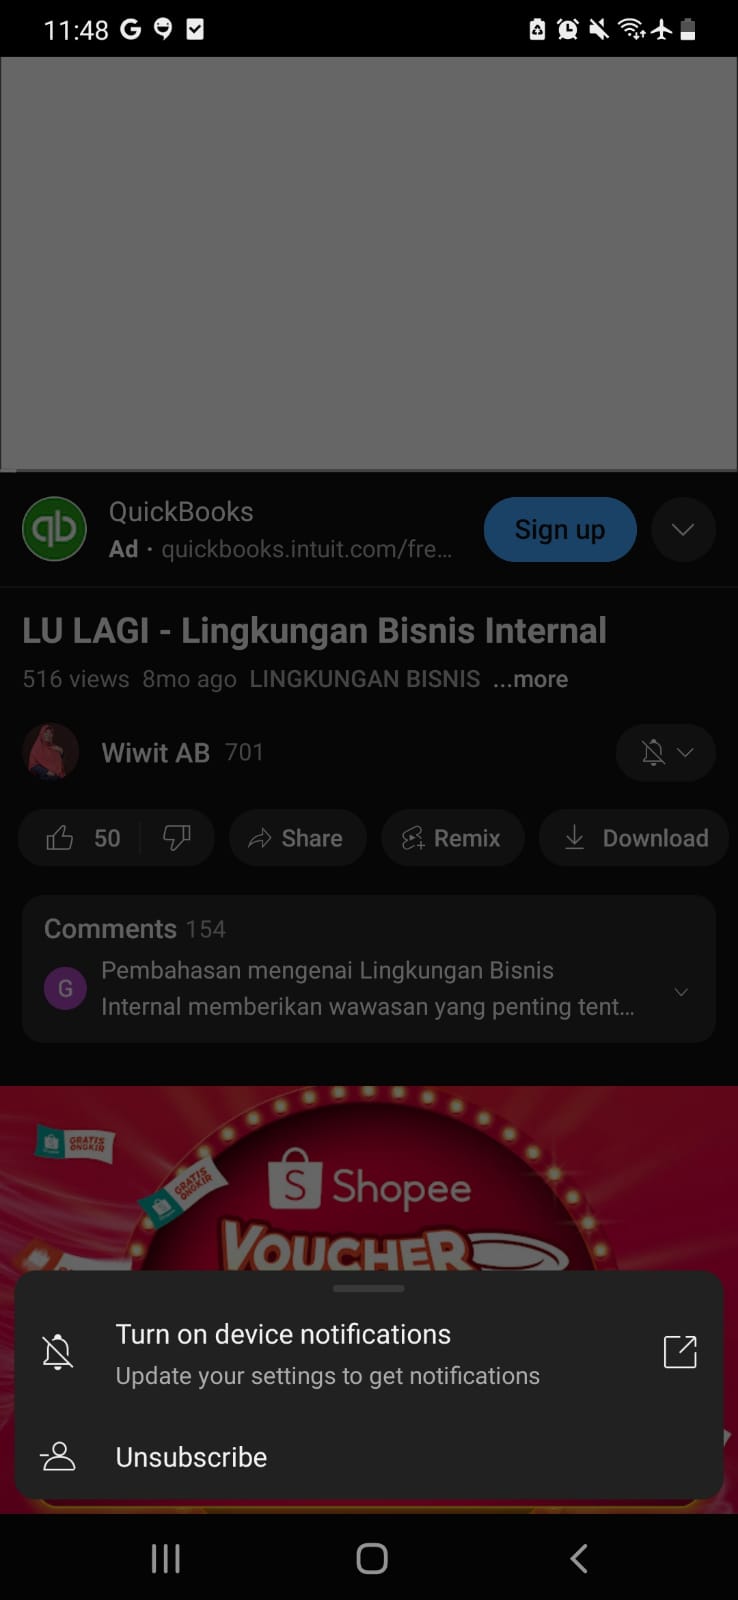 11:48
QuickBooks
Ad · quickbooks.intuit.com/fre...
Sign up
LU LAGI - Lingkungan Bisnis Internal
516 views 8mo ago LINGKUNGAN BISNIS ...more
Wiwit AB 701
50
Share
Remix
Download
Comments 154
G
Pembahasan mengenai Lingkungan Bisnis
Internal memberikan wawasan yang penting tent...
GRATIS
ONGKIR
GRATIS
ONGKIR
Shopee
VOUCHER
Turn on device notifications
Update your settings to get notifications
Unsubscribe